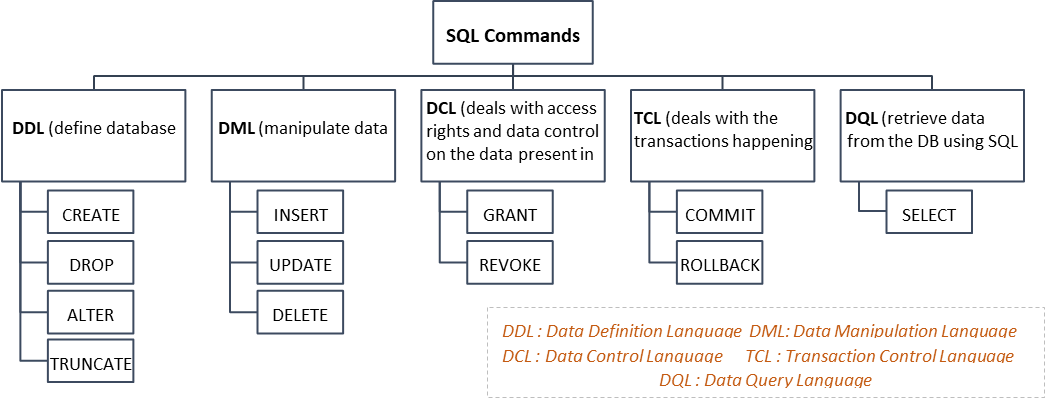 SQL Commands
DDL (define database
DML (manipulate data
DCL (deals with access
rights and data control
on the data present in
TCL (deals with the
transactions happening
DQL (retrieve data
from the DB using SQL
CREATE
DROP
ALTER
TRUNCATE
INSERT
UPDATE
DELETE
GRANT
REVOKE
COMMIT
ROLLBACK
SELECT
DDL : Data Definition Language DML: Data Manipulation Language
DCL : Data Control Language TCL : Transaction Control Language
DQL : Data Query Language